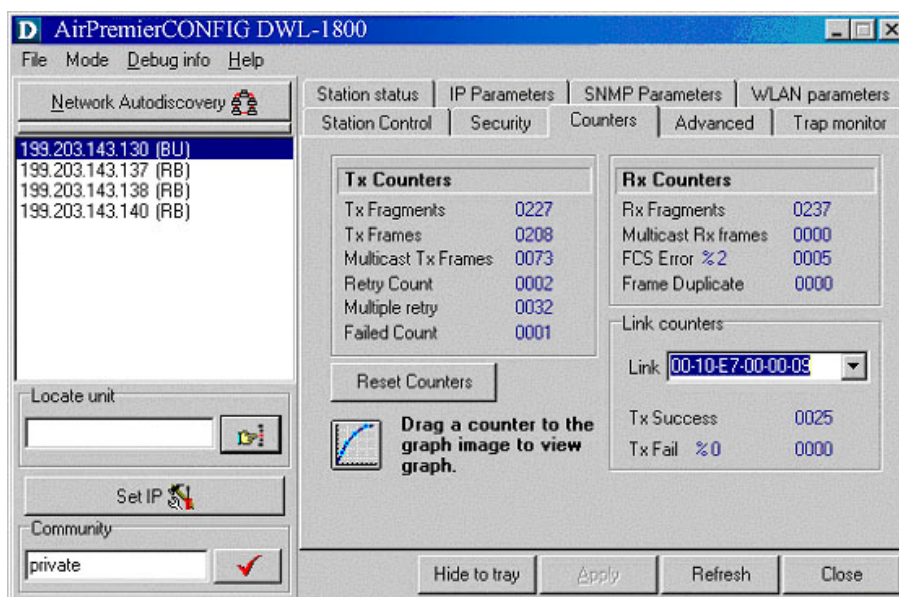 D AirPremierCONFIG DWL-1800
File Mode Debug info Help
Network Autodiscovery
199.203.143.130 (BU)
199.203.143.137 (RB)
199.203.143.138 (RB)
199.203.143.140 (RB)
Locate unit
Set IP
Community
private
Station status IP Parameters SNMP Parameters WLAN parameters
Station Control Security Counters Advanced Trap monitor
Tx Counters
Tx Fragments 0227
Tx Frames 0208
Multicast Tx Frames 0073
Retry Count 0002
Multiple retry 0032
Failed Count 0001
Reset Counters
Drag a counter to the
graph image to view
graph.
Rx Counters
Rx Fragments 0237
Multicast Rx frames 0000
FCS Error %2 0005
Frame Duplicate 0000
Link counters
Link 00-10-E7-00-00-09
Tx Success 0025
Tx Fail %0 0000
Hide to tray Apply Refresh Close